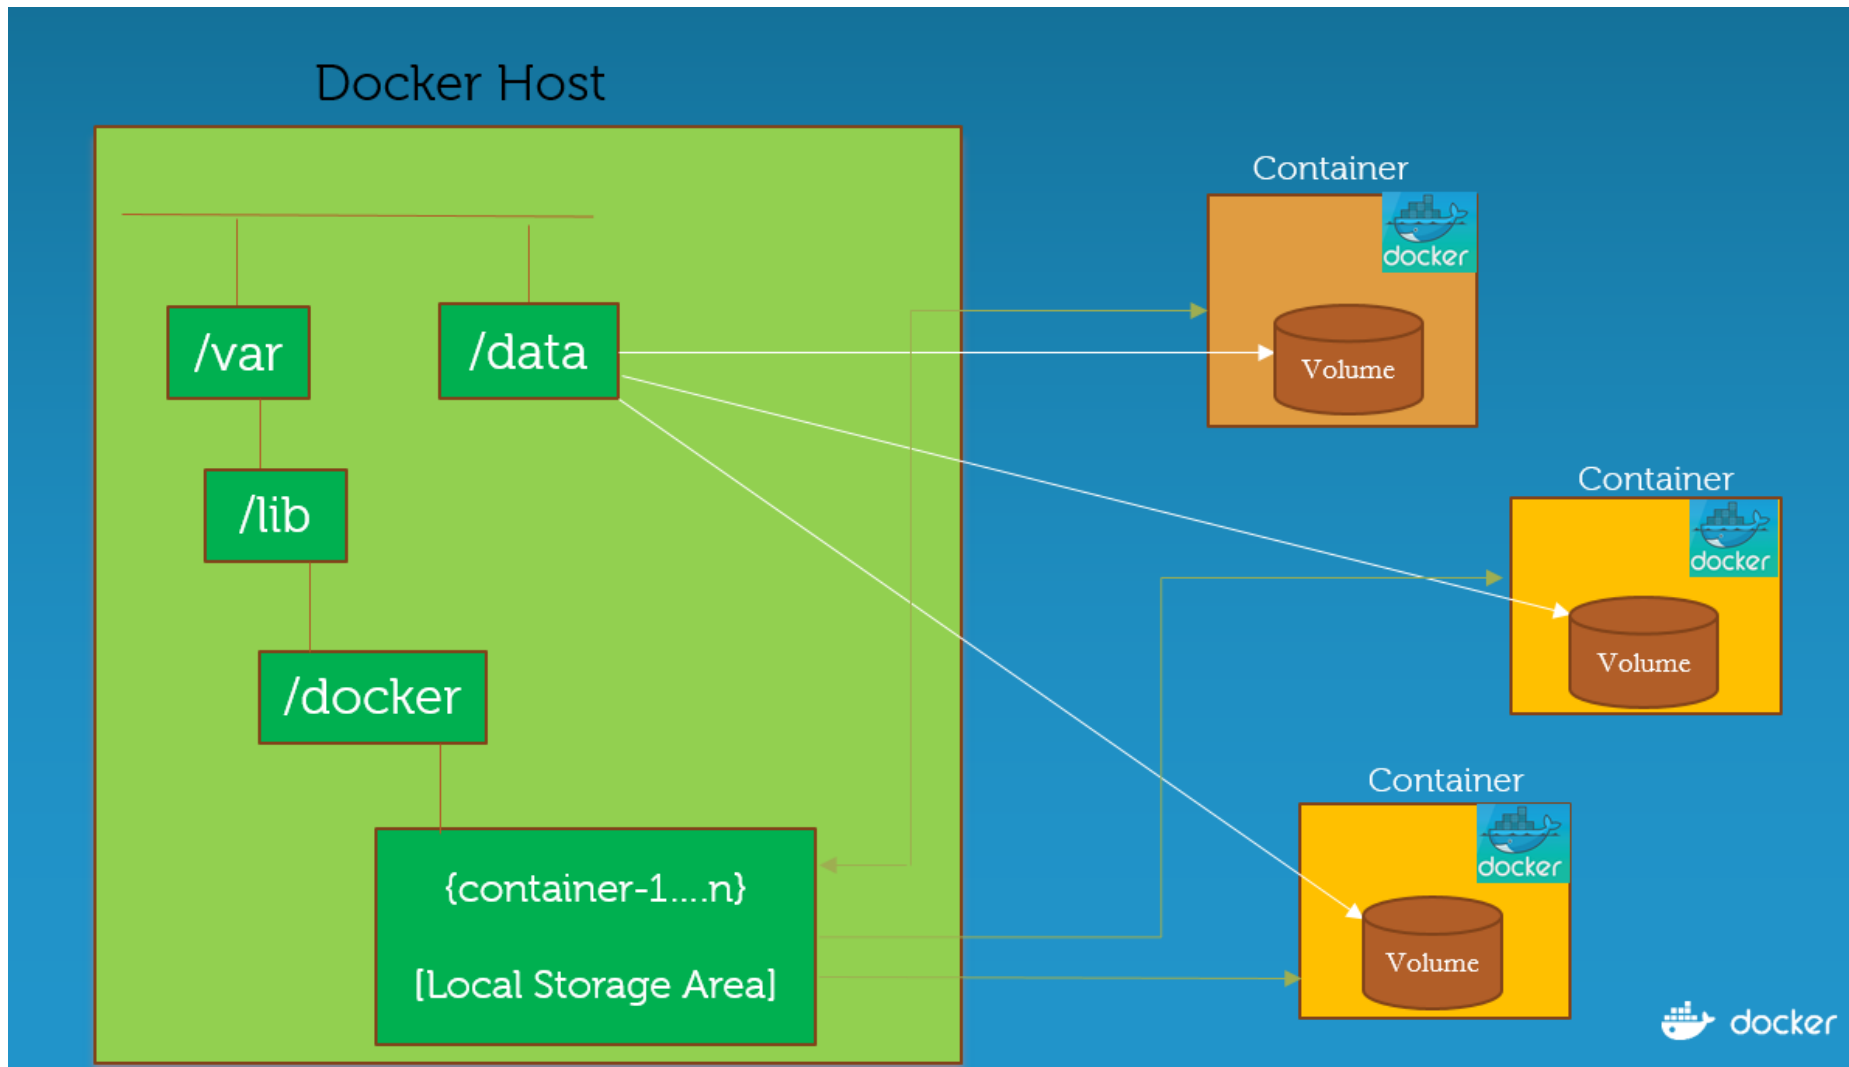 Docker Host
/var
/data
/lib
/docker
{container-1....n}
[Local Storage Area]
Container
docker
Volume
Container
docker
Volume
Container
docker
Volume
docker